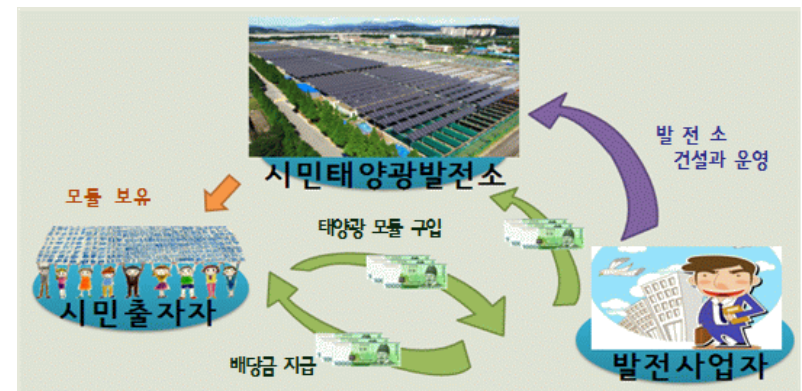 시민태양광발전소
발 전 소
건설과 운영
모듈 보유
태양광 모듈 구입
시민출자자
배당금 지급
발전사업자